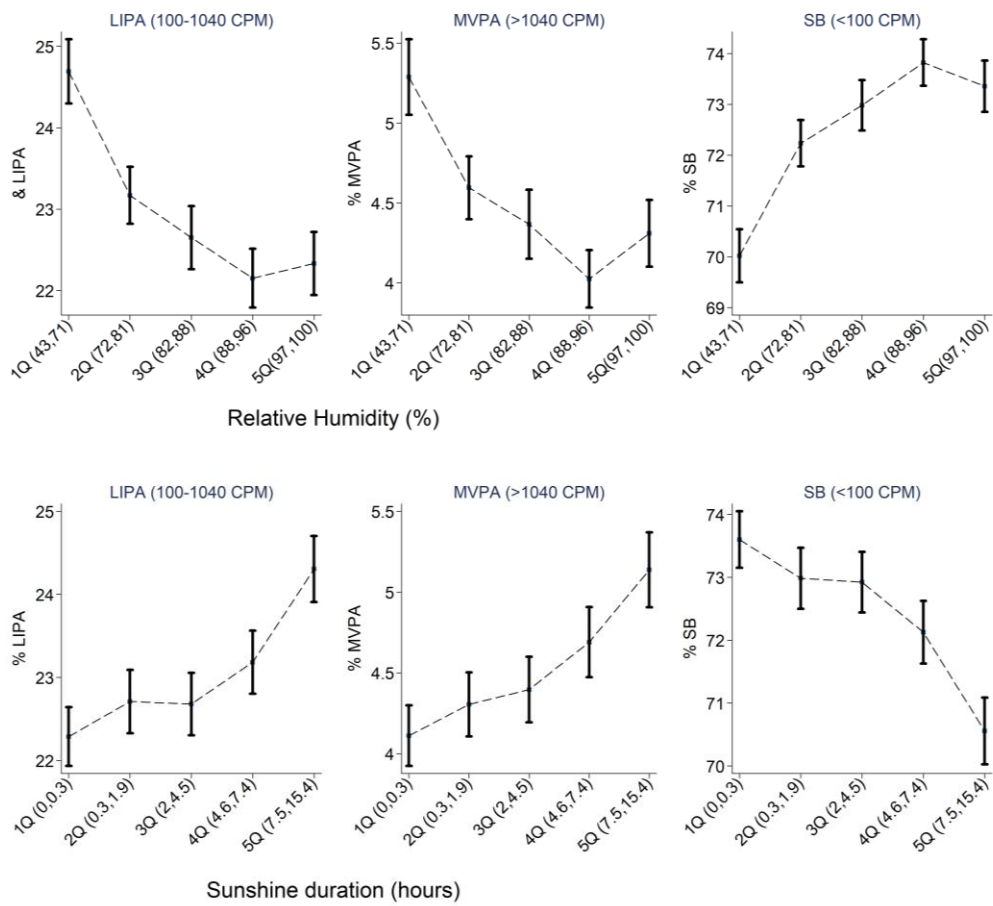 LIPA (100-1040 CPM)
25
24
23
22
& LIPA
1Q (43,71)
2Q (72,81)
3Q (82,88)
4Q (88,96)
5Q(97,100)
MVPA (>1040 CPM)
5.5
5
4.5
4
% MVPA
1Q (43,71)
2Q (72,81)
3Q (82,88)
4Q (88,96)
5Q(97,100)
SB (<100 CPM)
74
73
72
71
70
69
% SB
1Q (43,71)
2Q (72,81)
3Q (82,88)
4Q (88,96)
5Q(97,100)
Relative Humidity (%)
LIPA (100-1040 CPM)
25
24
23
22
% LIPA
1Q (0,0.3)
2Q (0.3,1.9)
3Q (2,4.5)
4Q (4.6,7.4)
5Q (7.5,15.4)
MVPA (>1040 CPM)
5.5
5
4.5
4
% MVPA
1Q (0,0.3)
2Q (0.3,1.9)
3Q (2,4.5)
4Q (4.6,7.4)
5Q (7.5,15.4)
SB (<100 CPM)
74
73
72
71
70
% SB
1Q (0,0.3)
2Q (0.3,1.9)
3Q (2,4.5)
4Q (4.6,7.4)
5Q (7.5,15.4)
Sunshine duration (hours)